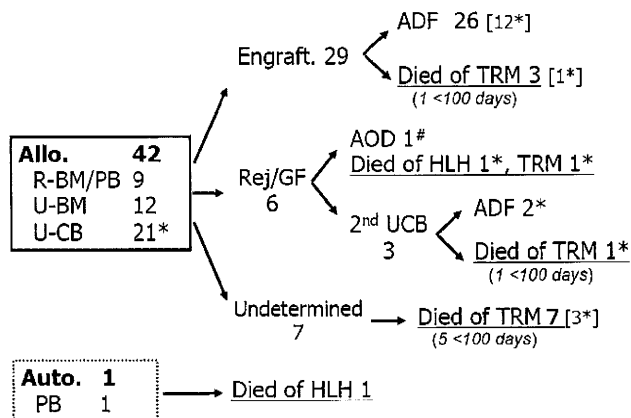 ADF 26 [12*]
Engraft. 29
Died of TRM 3 [1*]
(1 <100 days)
Allo. 42
R-BM/PB 9
U-BM 12
U-CB 21*
Rej/GF
6
AOD 1#
Died of HLH 1*, TRM 1*
2nd UCB
3
ADF 2*
Died of TRM 1*
(1 <100 days)
Undetermined
7
Died of TRM 7 [3*]
(5 <100 days)
Auto. 1
PB 1
Died of HLH 1